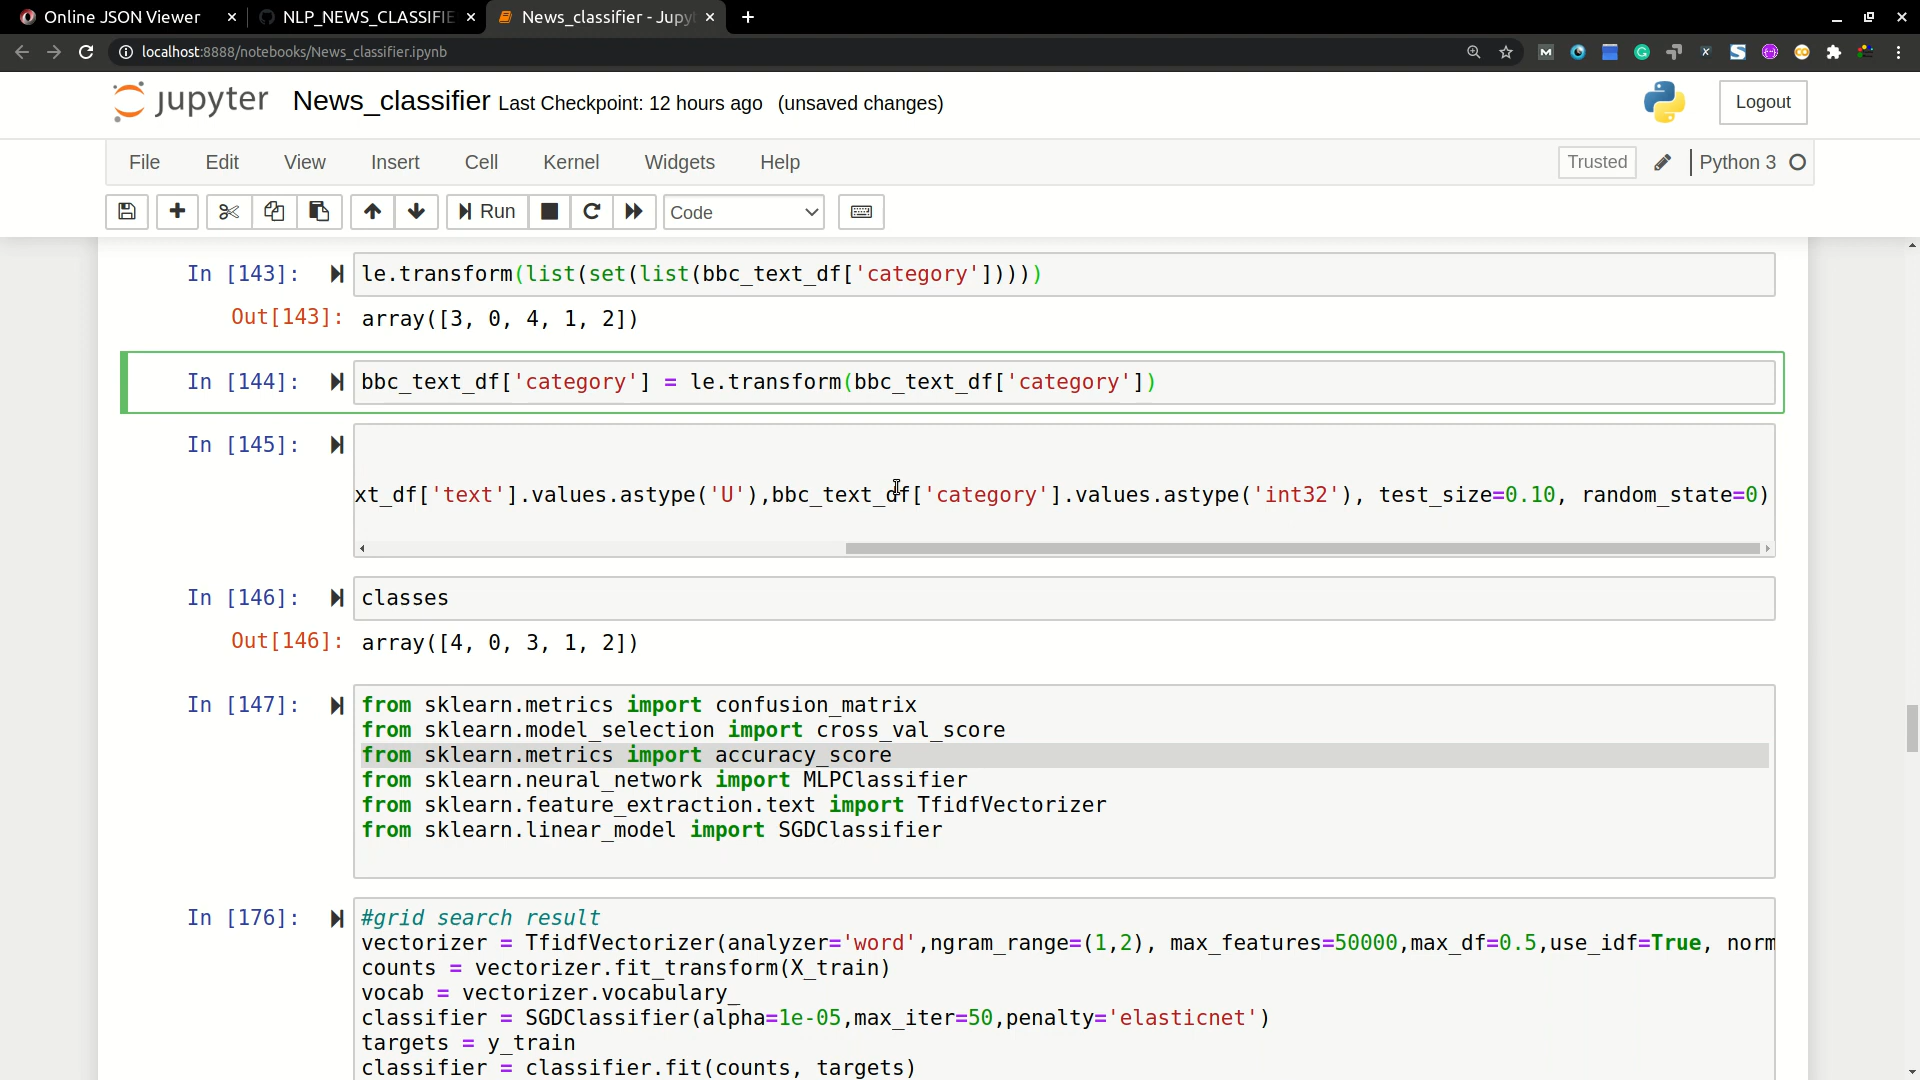 Online JSON Viewer
NLP_NEWS_CLASSIFIE
News_classifier - Jupy
localhost:8888/notebooks/News_classifier.ipynb
jupyter News_classifier Last Checkpoint: 12 hours ago (unsaved changes)
Logout
File Edit View Insert Cell Kernel Widgets Help
Trusted
Python 3
Run
Code
In [143]: le.transform(list(set(list(bbc_text_df['category']))))
Out[143]: array([3, 0, 4, 1, 2])
In [144]: bbc_text_df['category'] = le.transform(bbc_text_df['category'])
In [145]:
xt_df['text'].values.astype('U'),bbc_text_df['category'].values.astype('int32'), test_size=0.10, random_state=0)
In [146]: classes
Out[146]: array([4, 0, 3, 1, 2])
In [147]: from sklearn.metrics import confusion_matrix
from sklearn.model_selection import cross_val_score
from sklearn.metrics import accuracy_score
from sklearn.neural_network import MLPClassifier
from sklearn.feature_extraction.text import TfidfVectorizer
from sklearn.linear_model import SGDClassifier
In [176]: #grid search result
vectorizer = TfidfVectorizer(analyzer='word',ngram_range=(1,2), max_features=50000,max_df=0.5,use_idf=True, norm
counts = vectorizer.fit_transform(X_train)
vocab = vectorizer.vocabulary_
classifier = SGDClassifier(alpha=1e-05,max_iter=50,penalty='elasticnet')
targets = y_train
classifier = classifier.fit(counts, targets)